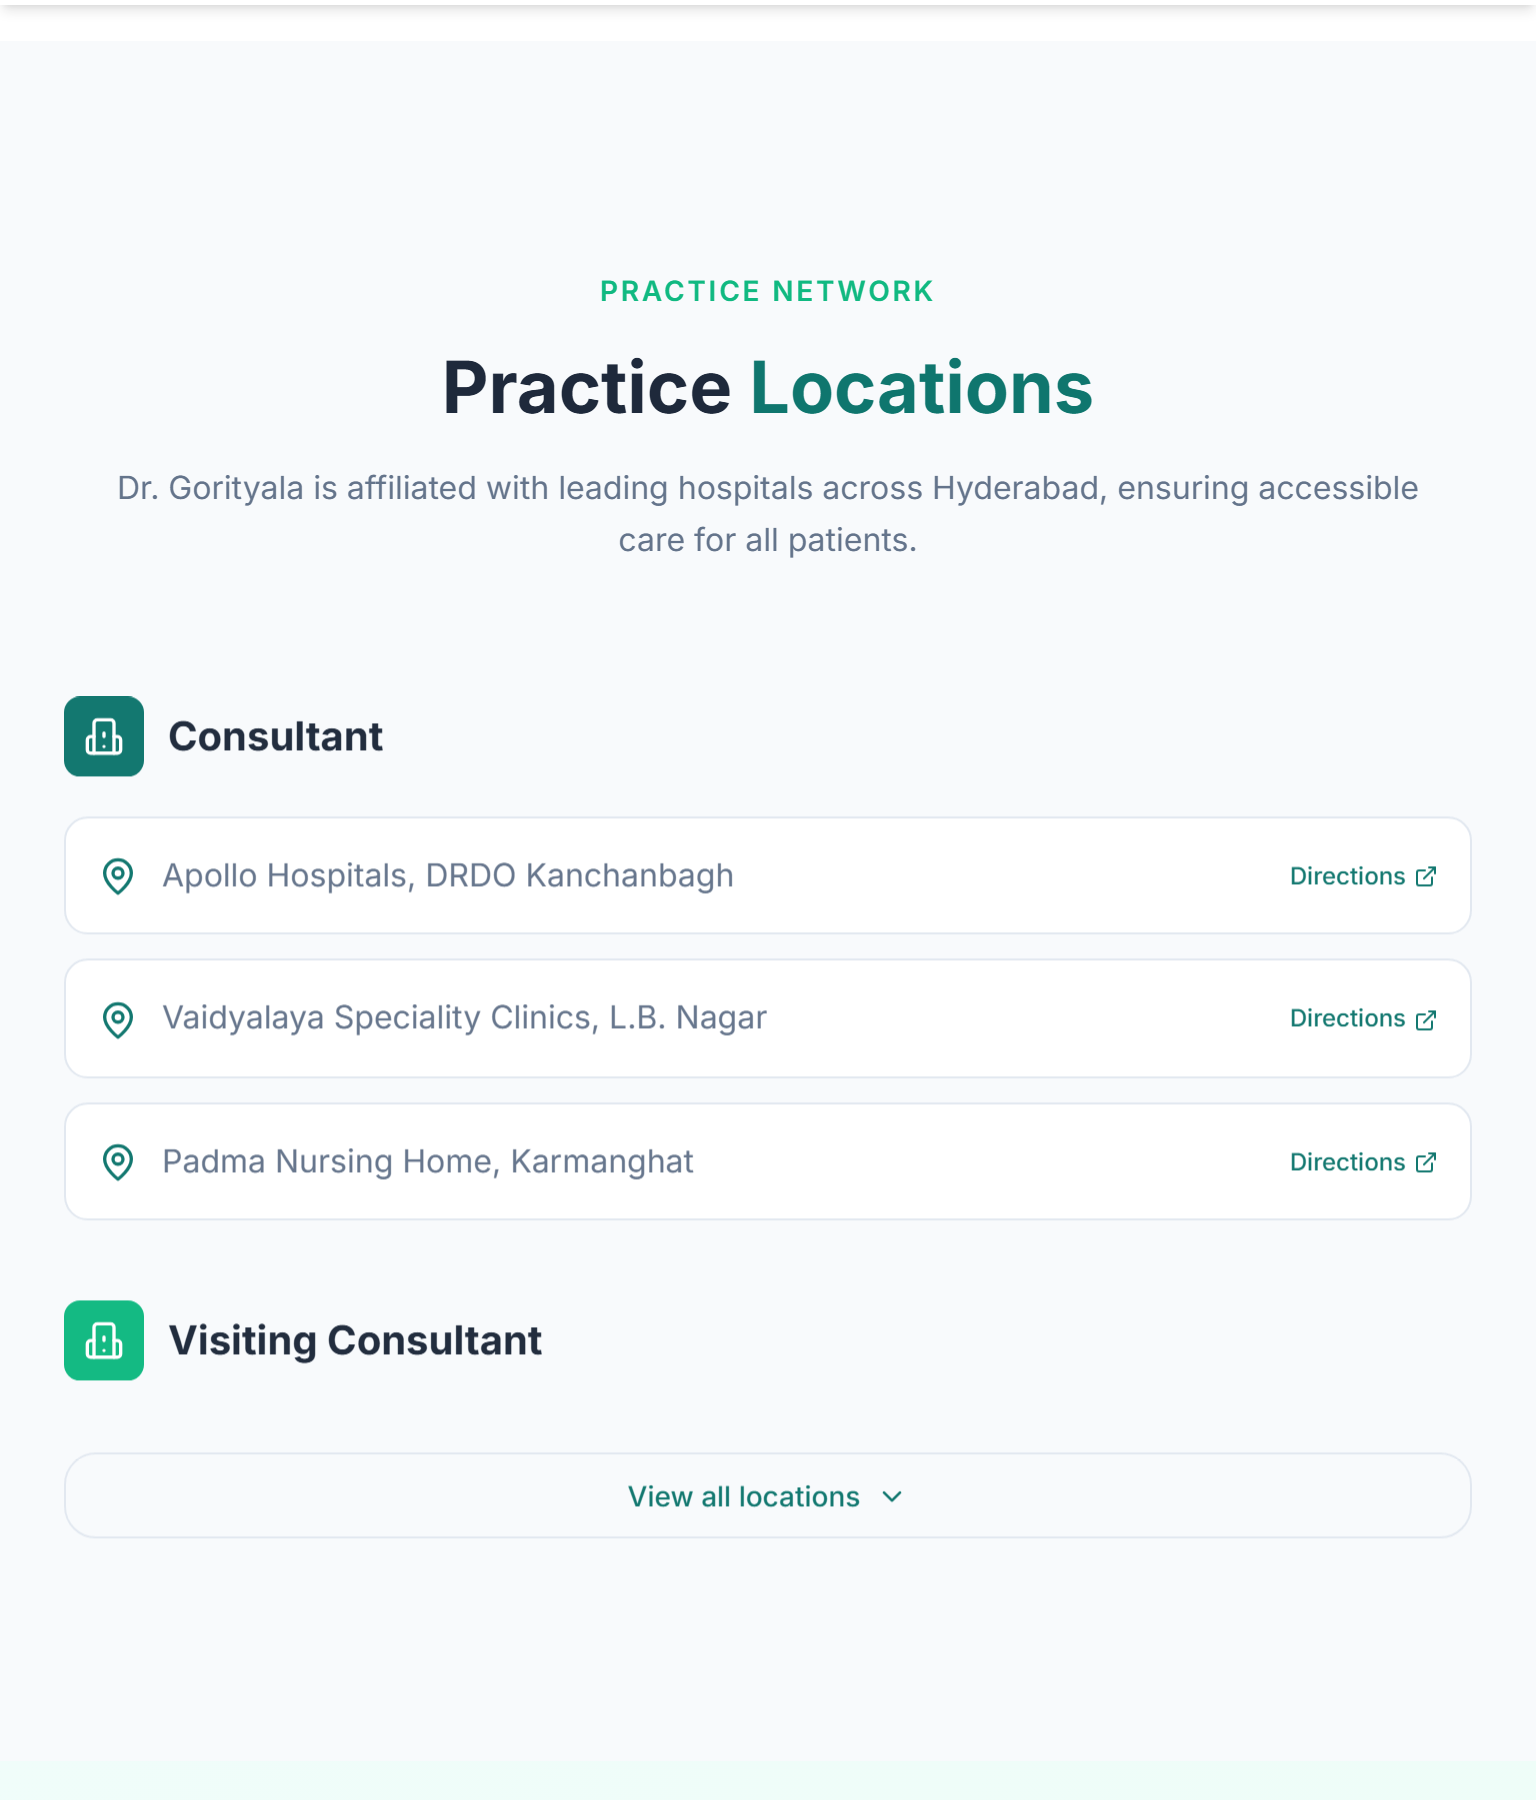 PRACTICE NETWORK
Practice Locations
Dr. Gorityala is affiliated with leading hospitals across Hyderabad, ensuring accessible
care for all patients.
Consultant
Apollo Hospitals, DRDO Kanchanbagh
Directions
Vaidyalaya Speciality Clinics, L.B. Nagar
Directions
Padma Nursing Home, Karmanghat
Directions
Visiting Consultant
View all locations